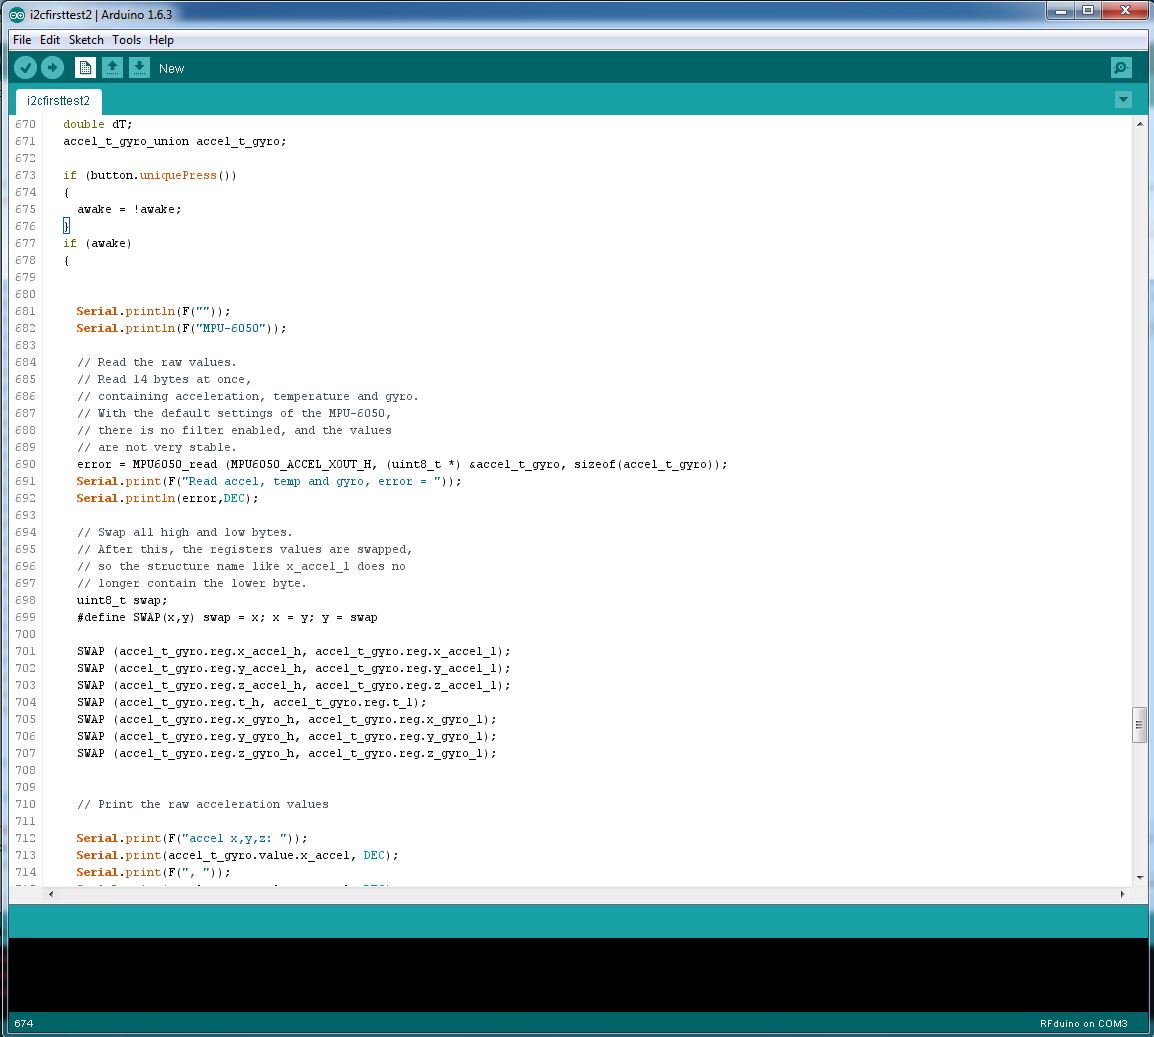 i2cfirsttest2 | Arduino 1.6.3
File Edit Sketch Tools Help
New
i2cfirsttest2
670 double dT;
671 accel_t_gyro_union accel_t_gyro;
672
673 if (button.uniquePress())
674 {
675 awake = !awake;
676 }
677 if (awake)
678 {
679
680
681 Serial.println(F(""));
682 Serial.println(F("MPU-6050"));
683
684 // Read the raw values.
685 // Read 14 bytes at once,
686 // containing acceleration, temperature and gyro.
687 // With the default settings of the MPU-6050,
688 // there is no filter enabled, and the values
689 // are not very stable.
690 error = MPU6050_read (MPU6050_ACCEL_XOUT_H, (uint8_t *) &accel_t_gyro, sizeof(accel_t_gyro));
691 Serial.print(F("Read accel, temp and gyro, error = "));
692 Serial.println(error,DEC);
693
694 // Swap all high and low bytes.
695 // After this, the registers values are swapped,
696 // so the structure name like x_accel_l does no
697 // longer contain the lower byte.
698 uint8_t swap;
699 #define SWAP(x,y) swap = x; x = y; y = swap
700
701 SWAP (accel_t_gyro.reg.x_accel_h, accel_t_gyro.reg.x_accel_l);
702 SWAP (accel_t_gyro.reg.y_accel_h, accel_t_gyro.reg.y_accel_l);
703 SWAP (accel_t_gyro.reg.z_accel_h, accel_t_gyro.reg.z_accel_l);
704 SWAP (accel_t_gyro.reg.t_h, accel_t_gyro.reg.t_l);
705 SWAP (accel_t_gyro.reg.x_gyro_h, accel_t_gyro.reg.x_gyro_l);
706 SWAP (accel_t_gyro.reg.y_gyro_h, accel_t_gyro.reg.y_gyro_l);
707 SWAP (accel_t_gyro.reg.z_gyro_h, accel_t_gyro.reg.z_gyro_l);
708
709
710 // Print the raw acceleration values
711
712 Serial.print(F("accel x,y,z: "));
713 Serial.print(accel_t_gyro.value.x_accel, DEC);
714 Serial.print(F(", "));
674
RFduino on COM3